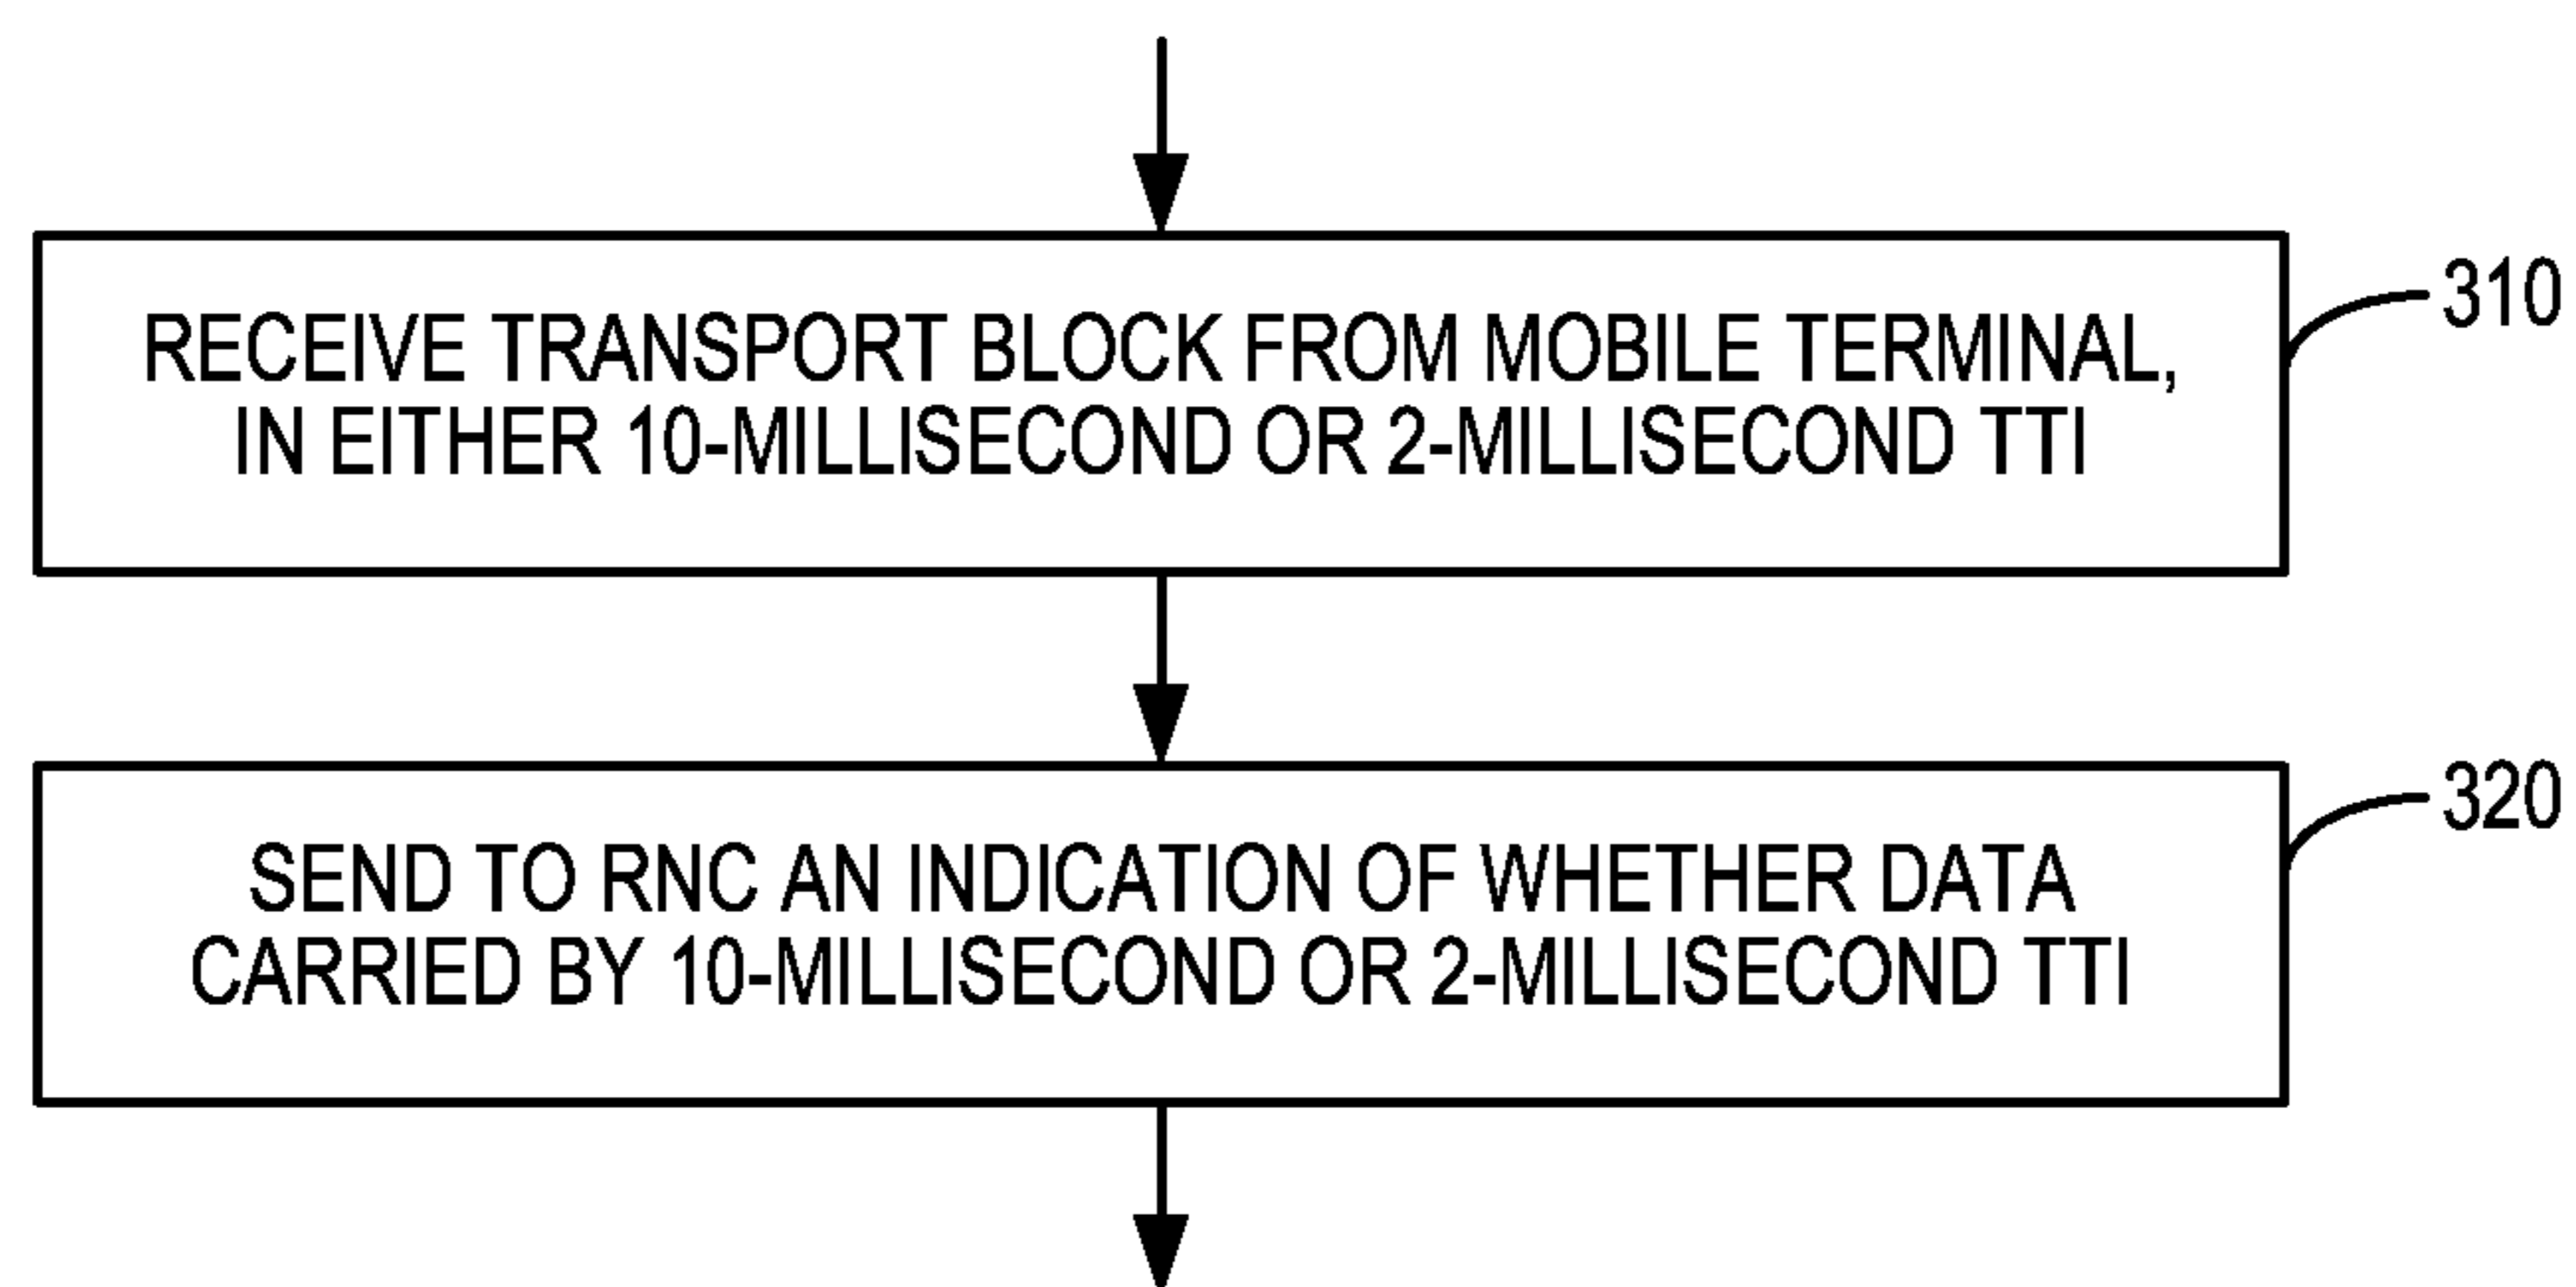 RECEIVE TRANSPORT BLOCK FROM MOBILE TERMINAL,
IN EITHER 10-MILLISECOND OR 2-MILLISECOND TTI
310
SEND TO RNC AN INDICATION OF WHETHER DATA
CARRIED BY 10-MILLISECOND OR 2-MILLISECOND TTI
320